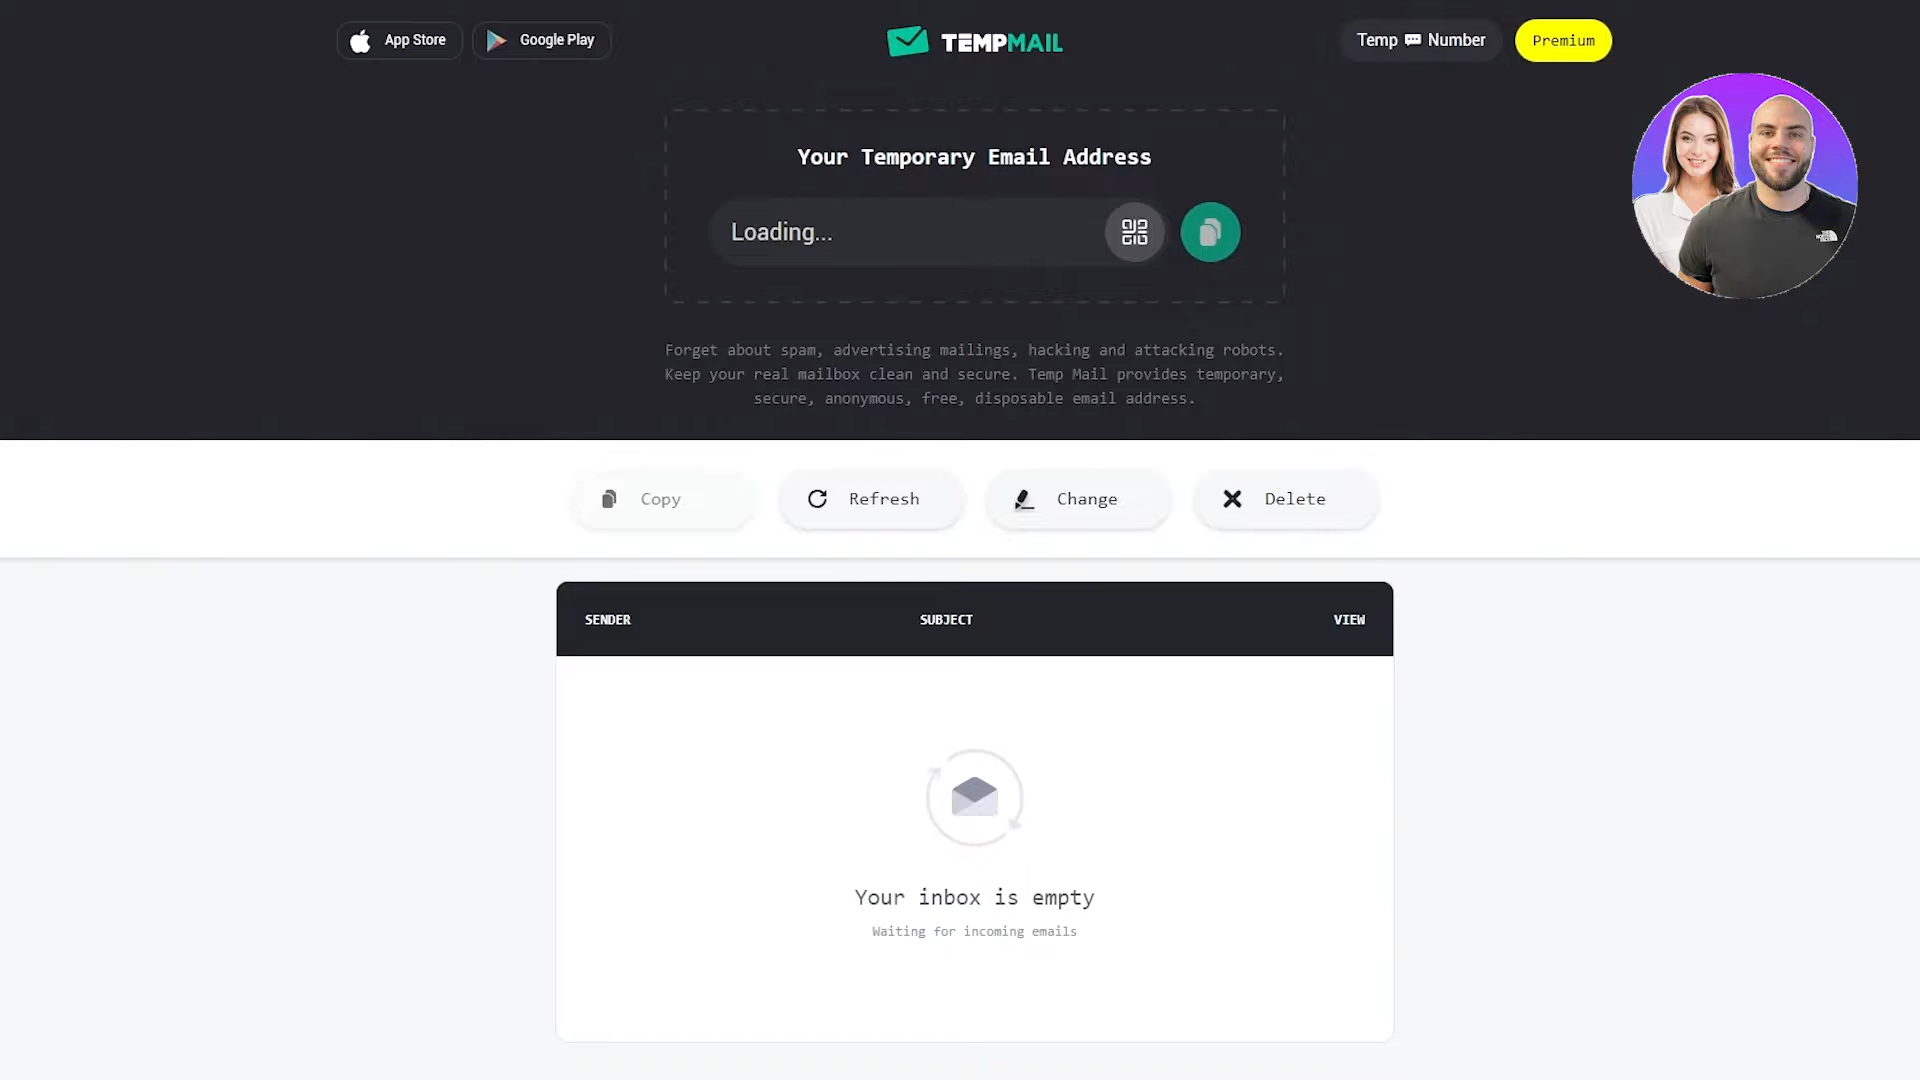 App Store
Google Play
TEMPMAIL
Temp Number
Premium
Your Temporary Email Address
Loading...
Forget about spam, advertising mailings, hacking and attacking robots.
Keep your real mailbox clean and secure. Temp Mail provides temporary,
secure, anonymous, free, disposable email address.
Copy
Refresh
Change
Delete
SENDER
SUBJECT
VIEW
Your inbox is empty
Waiting for incoming emails